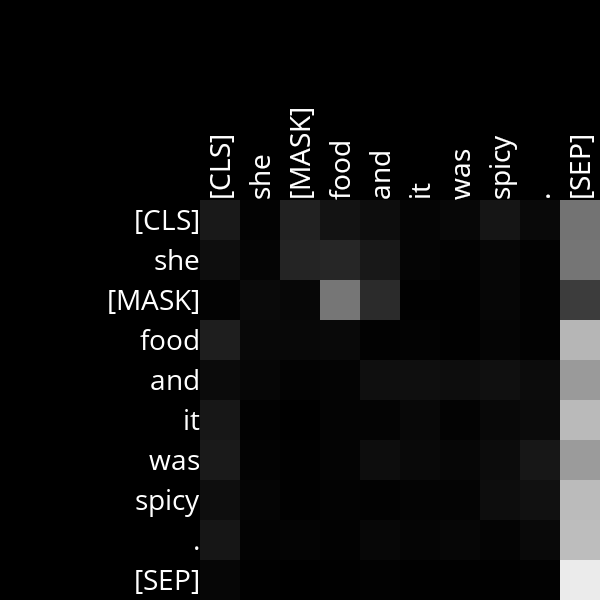 [CLS] she [MASK] food and it was spicy . [SEP]
[CLS]
she
[MASK]
food
and
it
was
spicy
.
[SEP]